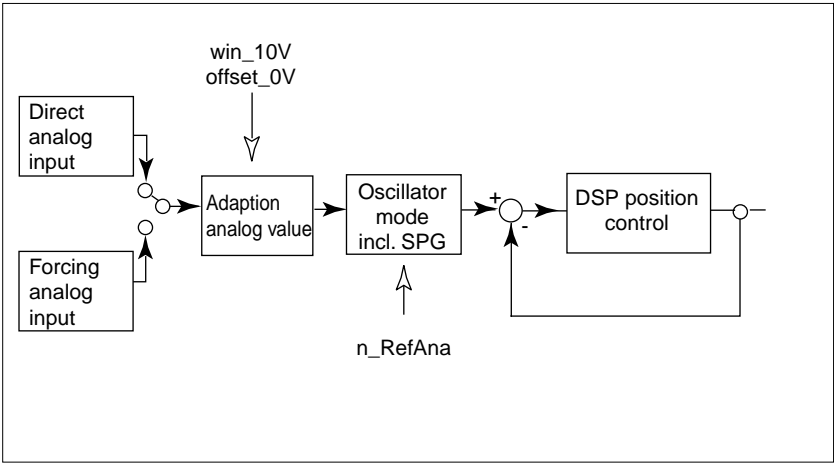 win_10V
offset_0V
Direct
analog
input
Adaption
analog value
Oscillator
mode
incl. SPG
+
-
DSP position
control
Forcing
analog
input
n_RefAna